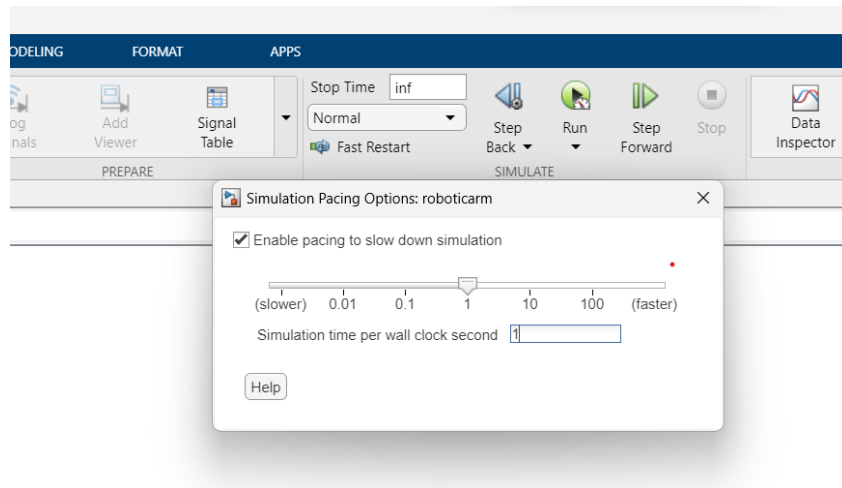 ODELING FORMAT APPS
Stop Time inf
Normal
Fast Restart
Add Viewer
Signal Table
Step Back
Run
Step Forward
Stop
Data Inspector
PREPARE
SIMULATE
Simulation Pacing Options: roboticarm
Enable pacing to slow down simulation
(slower) 0.01 0.1 1 10 100 (faster)
Simulation time per wall clock second 1
Help